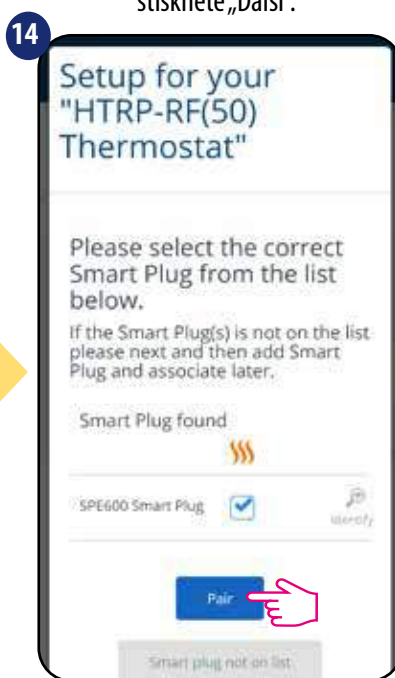 stisknete „Další“.
14
Setup for your
"HTRP-RF(50)
Thermostat"
Please select the correct
Smart Plug from the list
below.
If the Smart Plug(s) is not on the list
please next and then add Smart
Plug and associate later.
Smart Plug found
SPE600 Smart Plug
Identify
Pair
Smart plug not on list